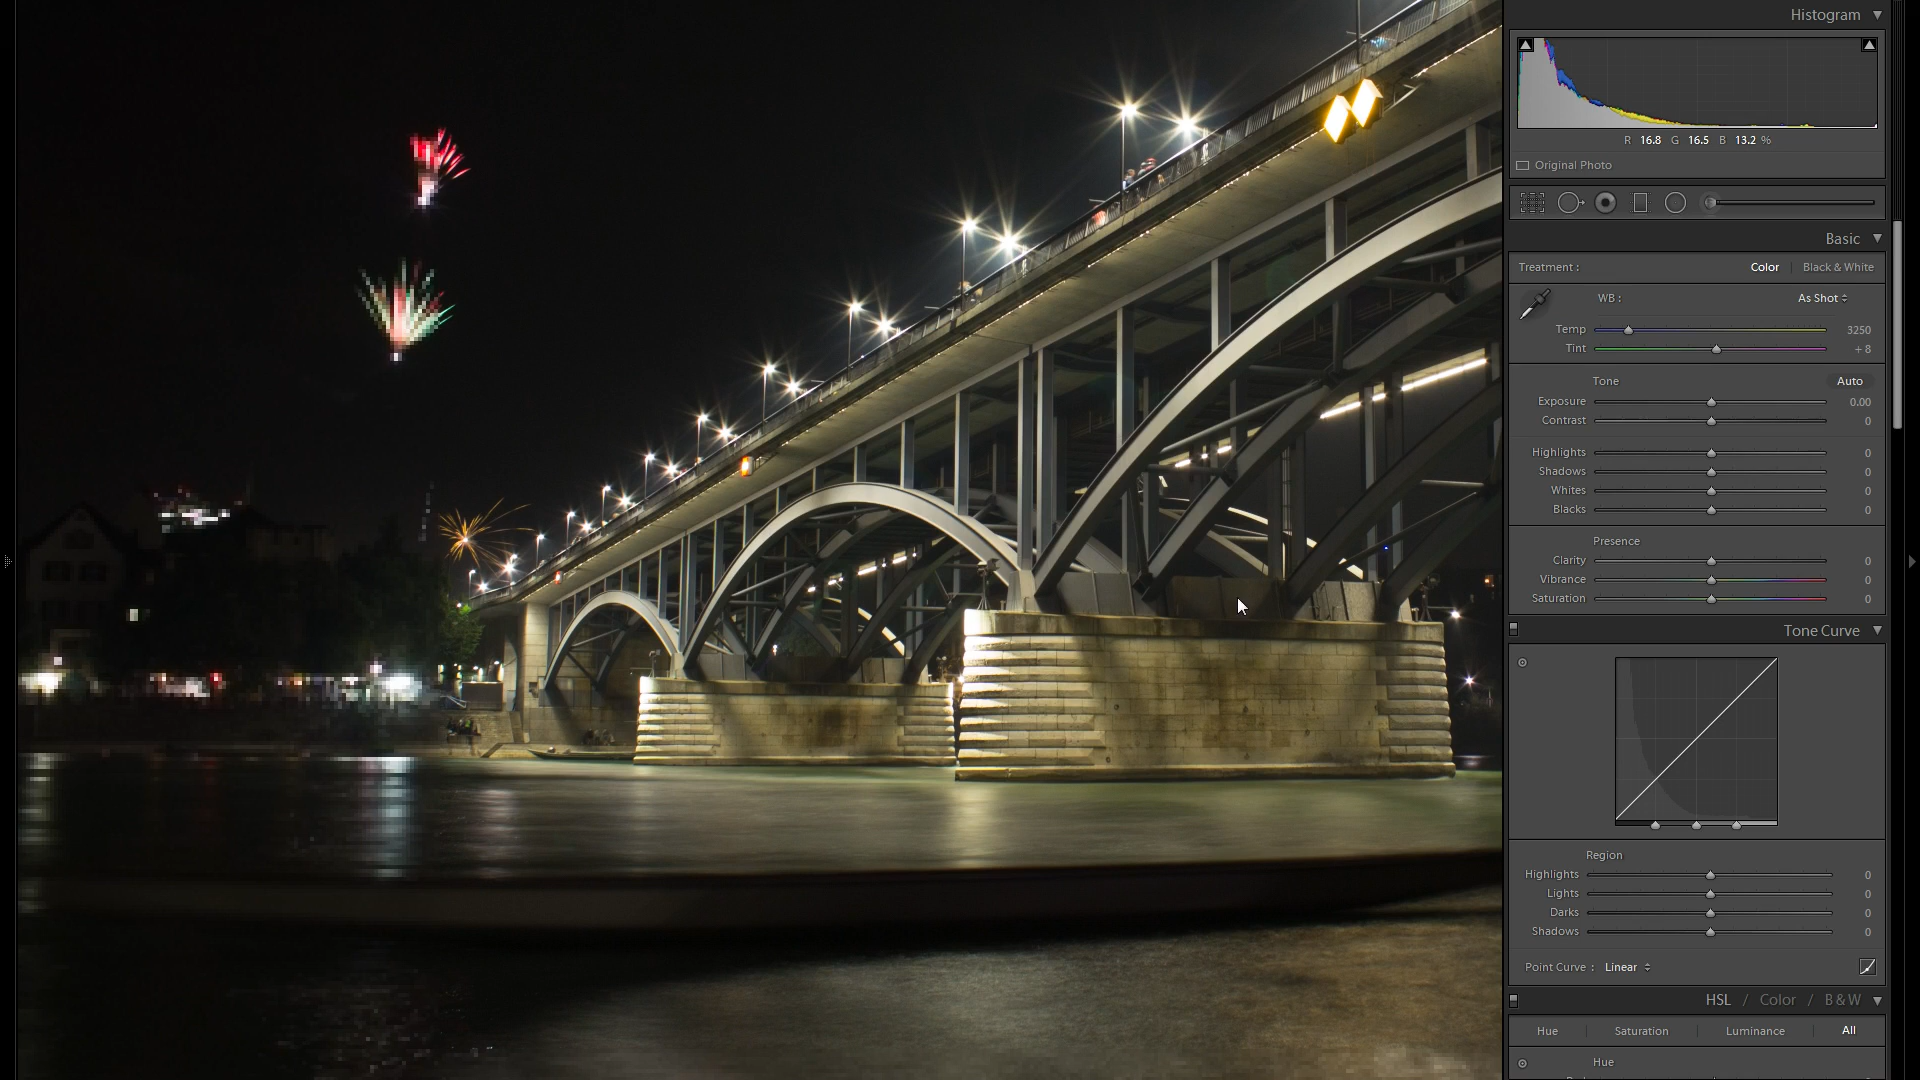 Histogram
R 16.8 G 16.5 B 13.2 %
Original Photo
Basic
Treatment : Color Black & White
WB : As Shot
Temp 3250
Tint + 8
Tone Auto
Exposure 0.00
Contrast 0
Highlights 0
Shadows 0
Whites 0
Blacks 0
Presence
Clarity 0
Vibrance 0
Saturation 0
Tone Curve
Region
Highlights 0
Lights 0
Darks 0
Shadows 0
Point Curve : Linear
HSL / Color / B & W
Hue Saturation Luminance All
Hue